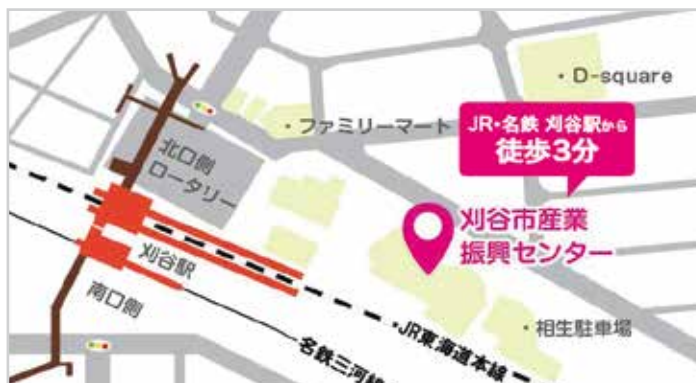 ・D-square
・ファミリーマート
JR・名鉄 刈谷駅から
徒歩3分
北口側
ロータリー
刈谷市産業
振興センター
刈谷駅
南口側
・JR東海道本線
・相生駐車場
名鉄三河線